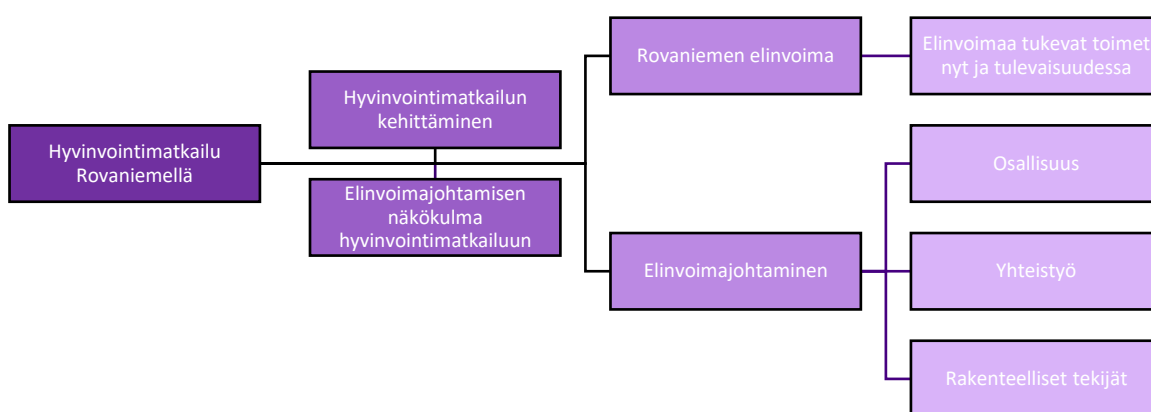 Hyvinvointimatkailu
Rovaniemellä
Hyvinvointimatkailun
kehittäminen
Elinvoimajohtamisen
näkökulma
hyvinvointimatkailuun
Rovaniemen elinvoima
Elinvoimajohtaminen
Elinvoimaa tukevat toimet
nyt ja tulevaisuudessa
Osallisuus
Yhteistyö
Rakenteelliset tekijät